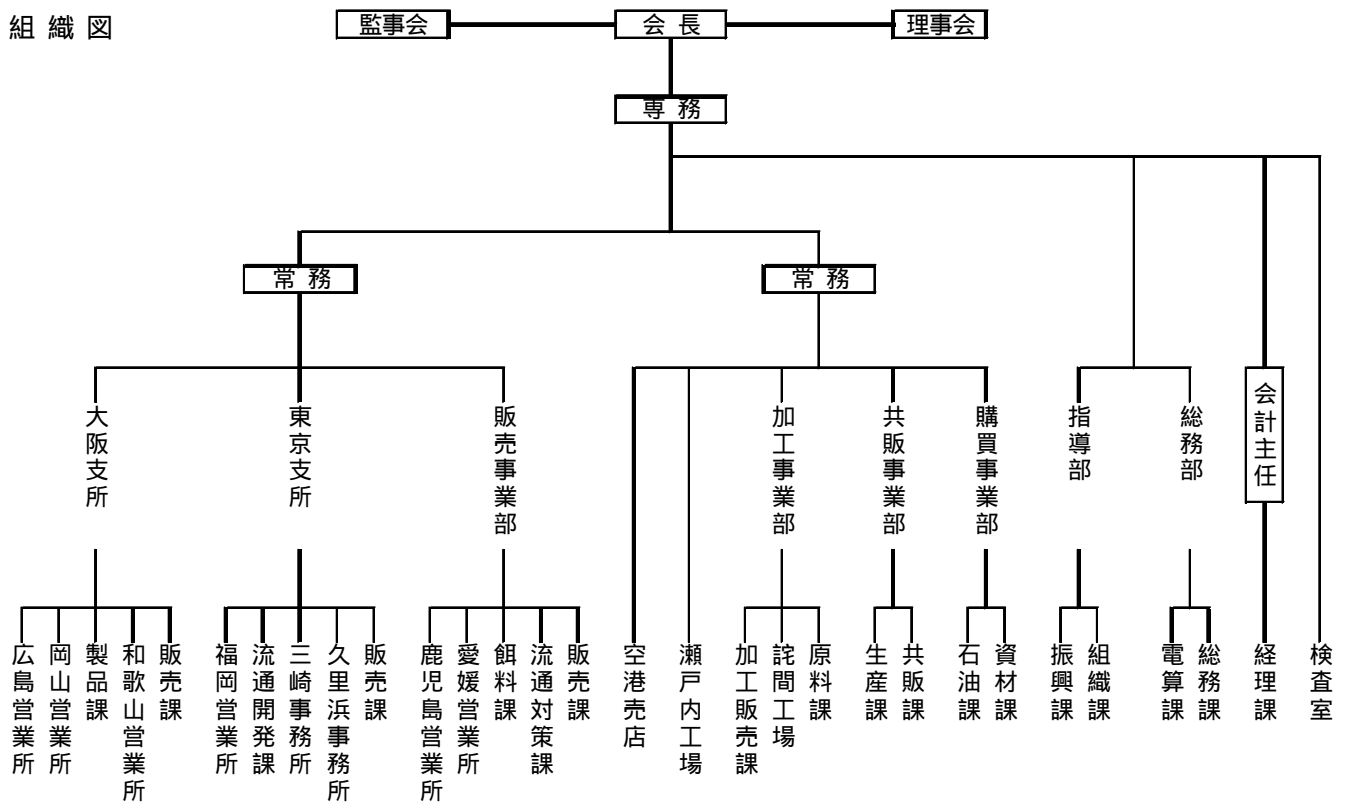 組織図
監事会
会長
理事会
専務
常務
常務
大阪支所
東京支所
販売事業部
加工事業部
共販事業部
購買事業部
指導部
総務部
会計主任
広島営業所
岡山営業所
製品課
和歌山営業所
販売課
福岡営業所
流通開発課
三崎事務所
久里浜事務所
販売課
鹿児島営業所
愛媛営業所
餌料課
流通対策課
販売課
空港売店
瀬戸内工場
加工販売課
詫間工場
原料課
生産課
共販課
石油課
資材課
振興課
組織課
電算課
総務課
経理課
検査室